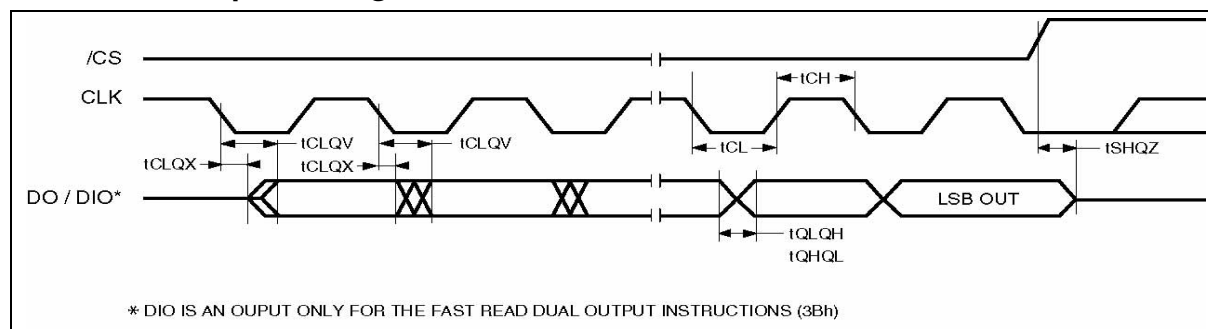 /CS
tCH
CLK
tCLQV
tCLQV
tCL
tSHQZ
tCLQX
tCLQX
DO / DIO*
LSB OUT
tQLQH
tQHQL
* DIO IS AN OUPUT ONLY FOR THE FAST READ DUAL OUTPUT INSTRUCTIONS (3Bh)